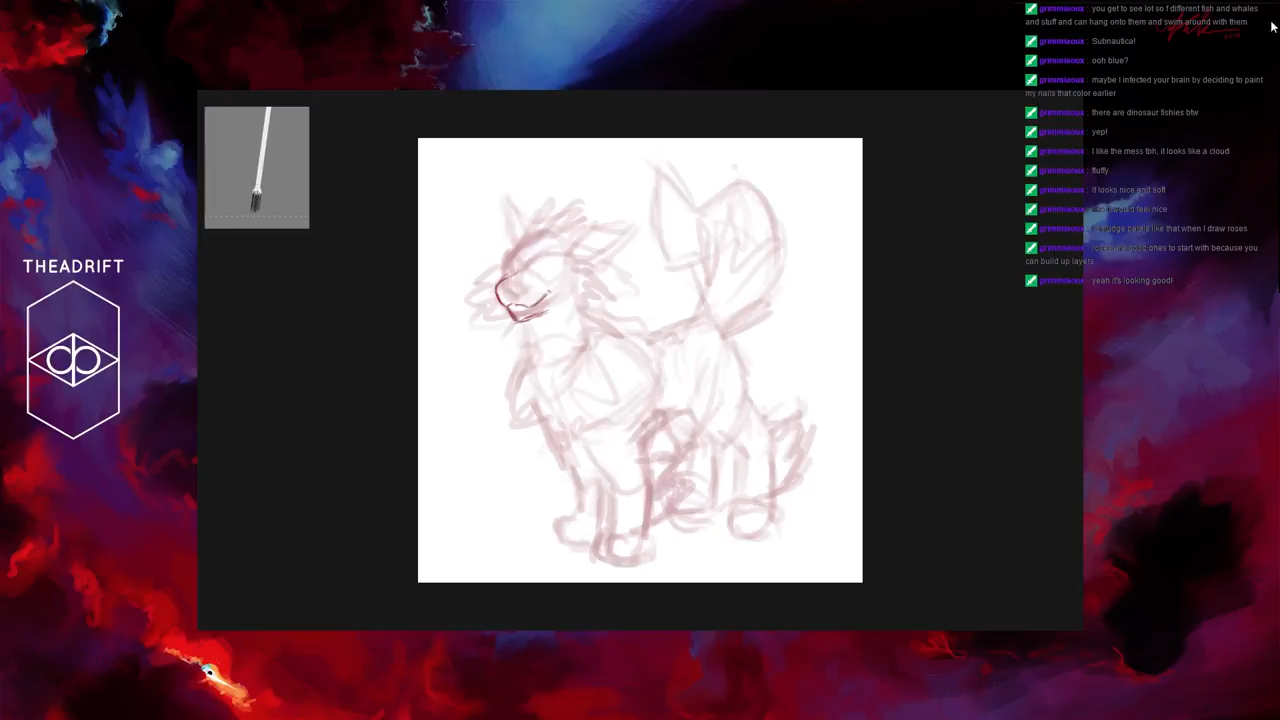 grimmiaoux : you get to see lot so f different fish and whales
and stuff and can hang onto them and swim around with them
grimmiaoux : Subnautica!
grimmiaoux : ooh blue?
grimmiaoux : maybe I infected your brain by deciding to paint
my nails that color earlier
grimmiaoux : there are dinosaur fishies btw
grimmiaoux : yep!
grimmiaoux : I like the mess tbh, it looks like a cloud
grimmiaoux : fluffy
grimmiaoux : it looks nice and soft
grimmiaoux : feel nice
grimmiaoux : petals like that when I draw roses
grimmiaoux : roses are good ones to start with because you
can build up layers
grimmiaoux : yeah it's looking good!
THEADRIFT